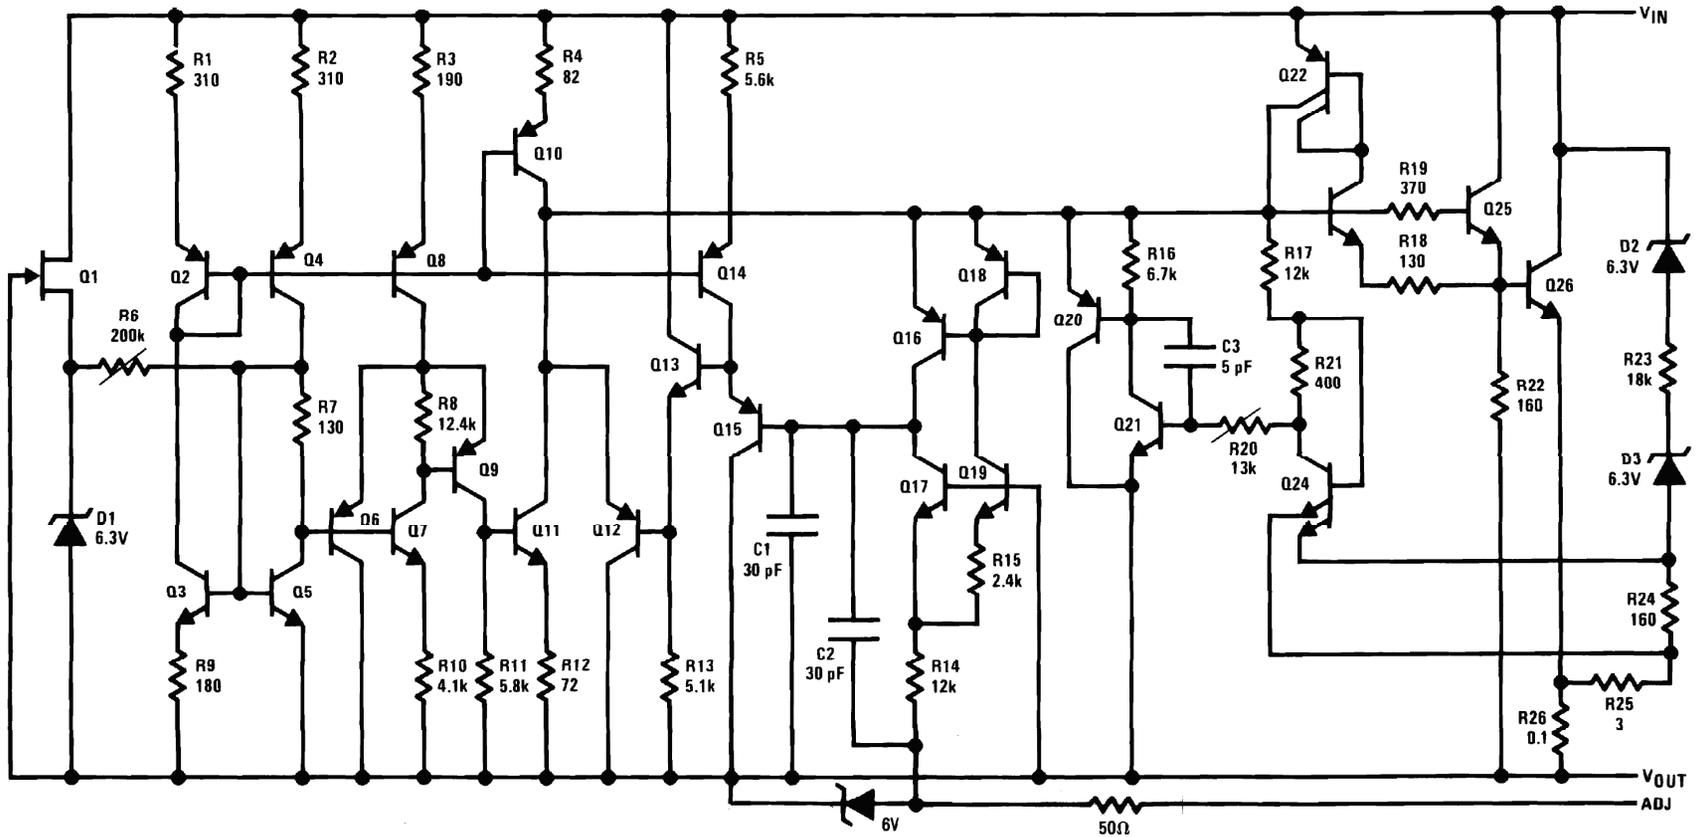 VIN
R1
310
R2
310
R3
190
R4
82
R5
5.6k
Q22
Q10
R19
370
Q25
Q1
Q2
Q4
Q8
Q14
Q18
R16
6.7k
R17
12k
R18
130
Q26
D2
6.3V
R6
200k
Q13
Q16
Q20
C3
5 pF
R21
400
R22
160
R23
18k
R7
130
R8
12.4k
Q15
Q21
R20
13k
D3
6.3V
Q9
Q17
Q19
Q24
D1
6.3V
Q6
Q7
Q11
Q12
C1
30 pF
R15
2.4k
Q3
Q5
R24
160
R9
180
R10
4.1k
R11
5.8k
R12
72
R13
5.1k
C2
30 pF
R14
12k
R25
3
R26
0.1
VOUT
ADJ
6V
50Ω